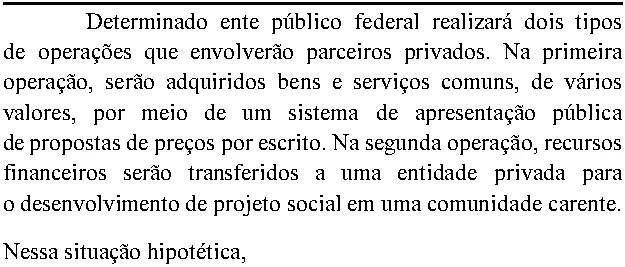 Determinado ente público federal realizará dois tipos
de operações que envolverão parceiros privados. Na primeira
operação, serão adquiridos bens e serviços comuns, de vários
valores, por meio de um sistema de apresentação pública
de propostas de preços por escrito. Na segunda operação, recursos
financeiros serão transferidos a uma entidade privada para
o desenvolvimento de projeto social em uma comunidade carente.
Nessa situação hipotética,